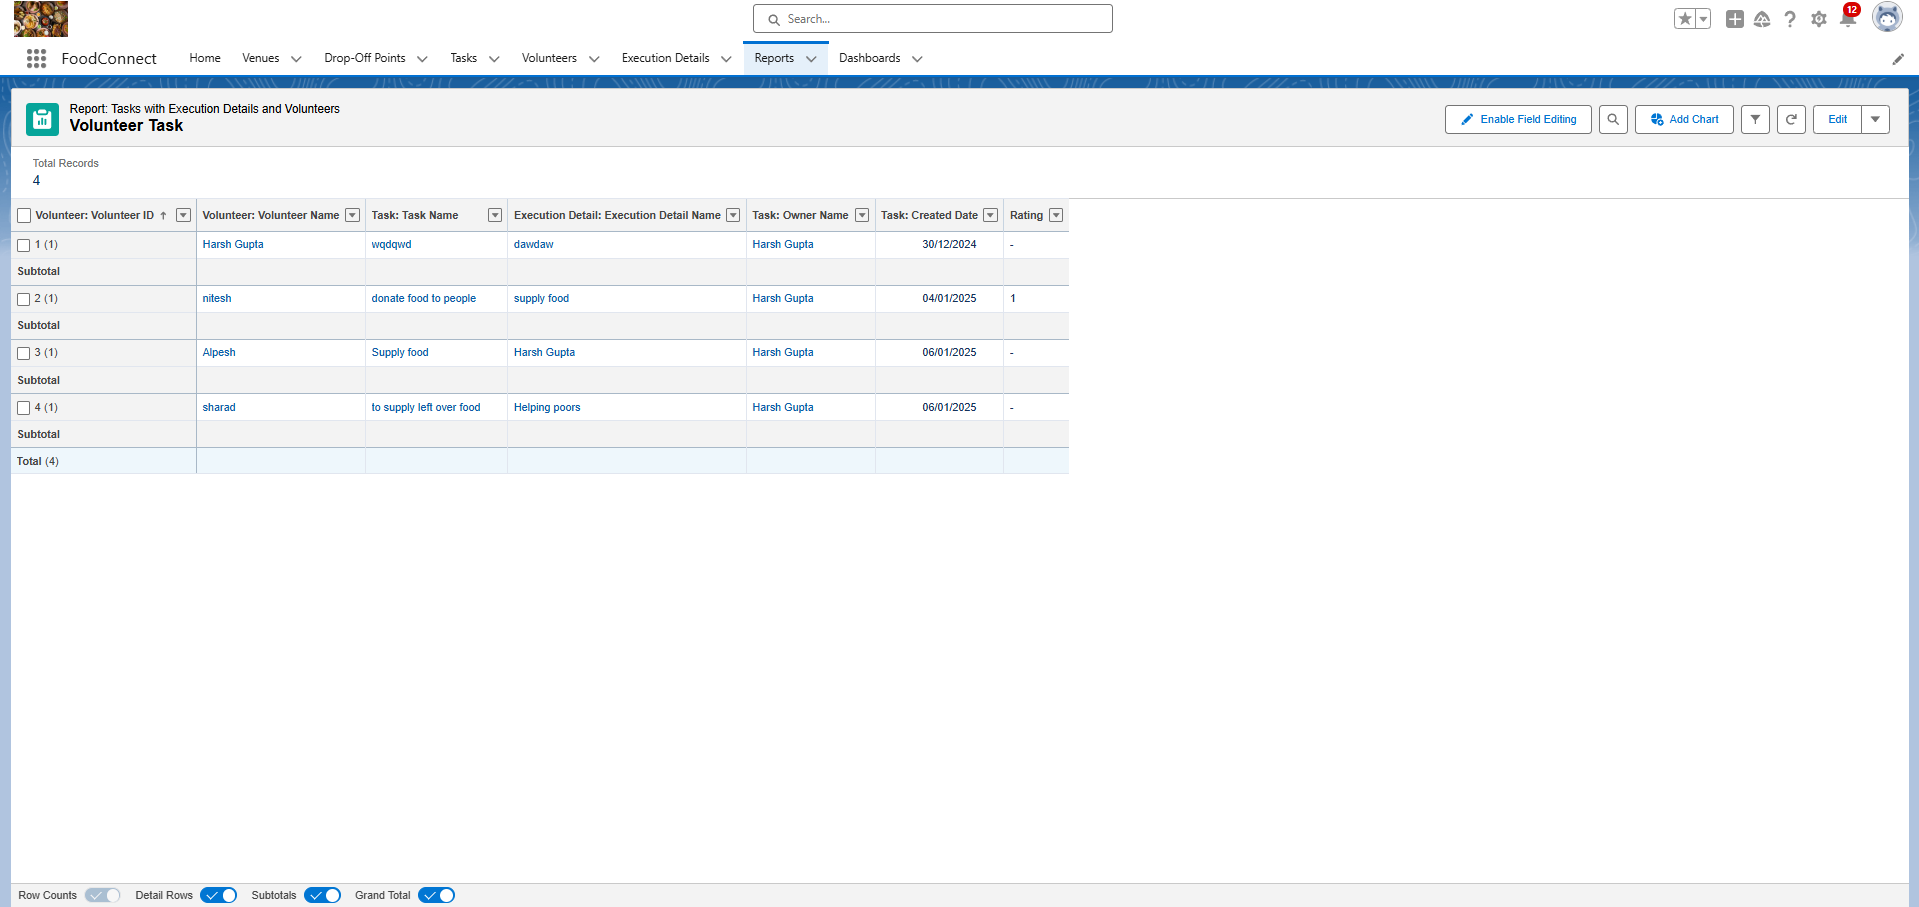 Search...
12
FoodConnect Home Venues Drop-Off Points Tasks Volunteers Execution Details Reports Dashboards
Report: Tasks with Execution Details and Volunteers
Volunteer Task
Enable Field Editing Add Chart Edit
Total Records
4
Volunteer: Volunteer ID ↑ Volunteer: Volunteer Name Task: Task Name Execution Detail: Execution Detail Name Task: Owner Name Task: Created Date Rating
1 (1) Harsh Gupta wqdqwd dawdaw Harsh Gupta 30/12/2024 -
Subtotal
2 (1) nitesh donate food to people supply food Harsh Gupta 04/01/2025 1
Subtotal
3 (1) Alpesh Supply food Harsh Gupta Harsh Gupta 06/01/2025 -
Subtotal
4 (1) sharad to supply left over food Helping poors Harsh Gupta 06/01/2025 -
Subtotal
Total (4)
Row Counts Detail Rows Subtotals Grand Total